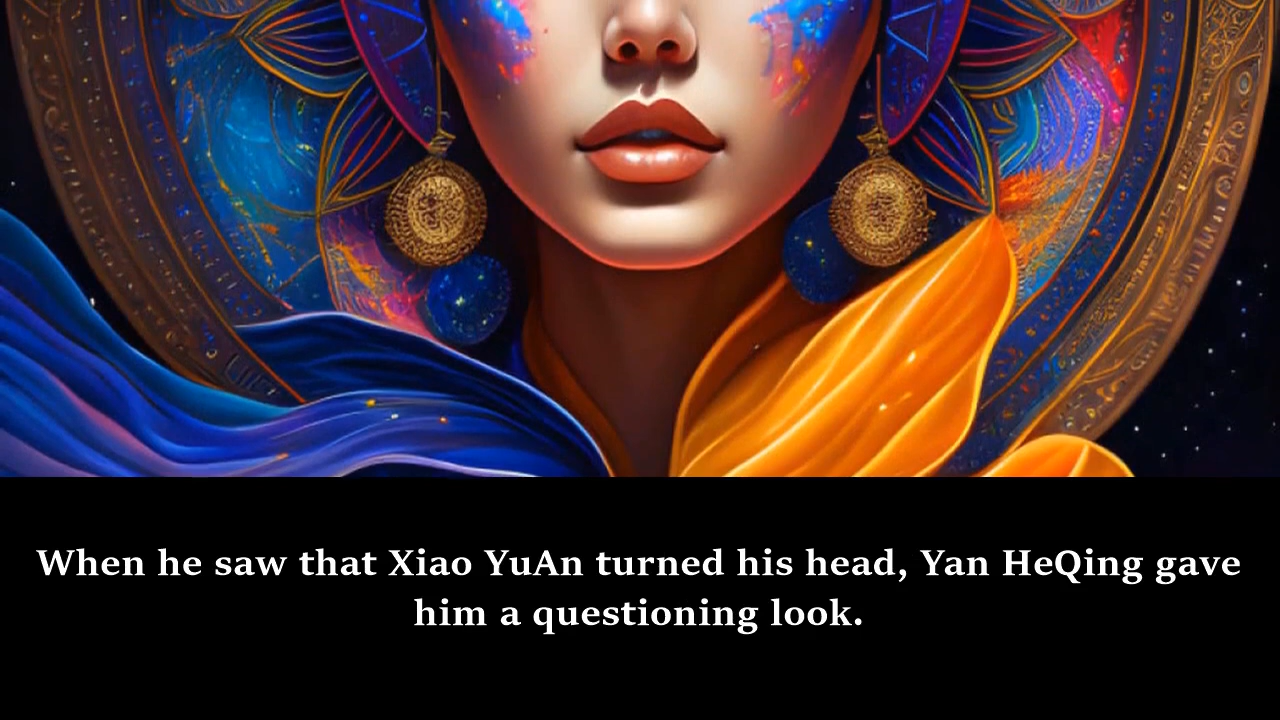 When he saw that Xiao YuAn turned his head, Yan HeQing gave
him a questioning look.